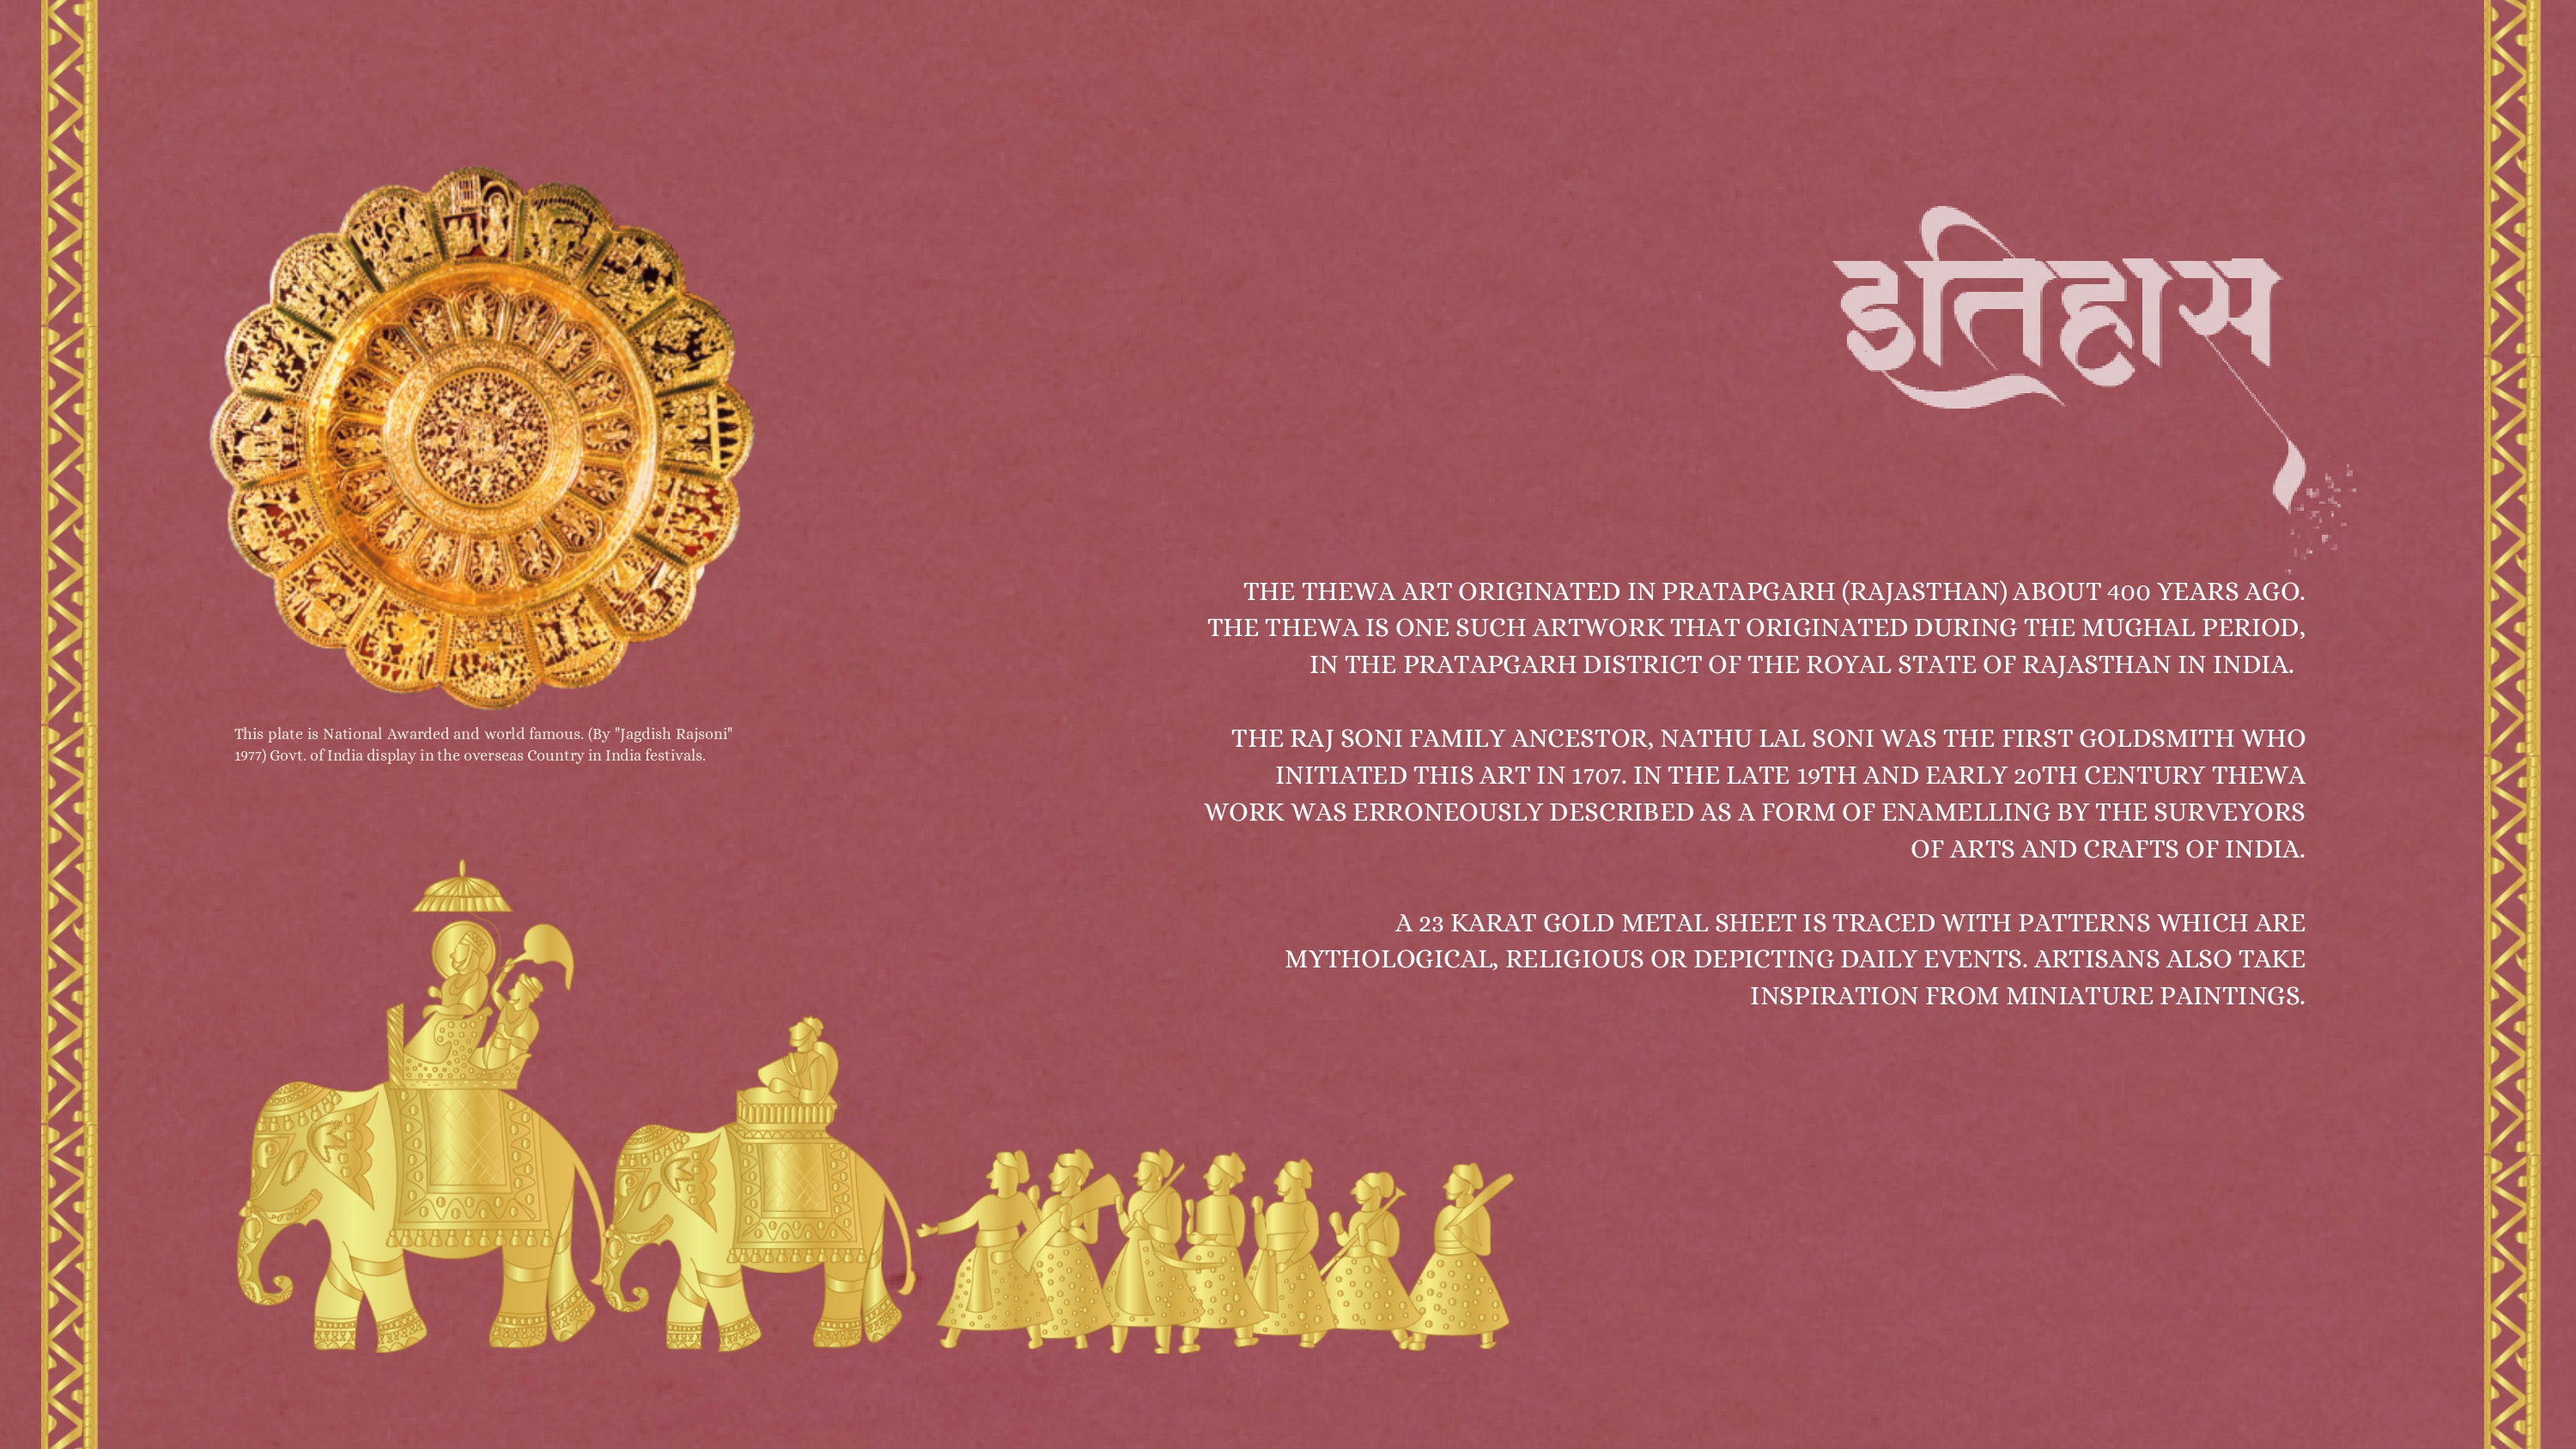 इतिहास
THE THEWA ART ORIGINATED IN PRATAPGARH (RAJASTHAN) ABOUT 400 YEARS AGO.
THE THEWA IS ONE SUCH ARTWORK THAT ORIGINATED DURING THE MUGHAL PERIOD,
IN THE PRATAPGARH DISTRICT OF THE ROYAL STATE OF RAJASTHAN IN INDIA.
THE RAJ SONI FAMILY ANCESTOR, NATHU LAL SONI WAS THE FIRST GOLDSMITH WHO
INITIATED THIS ART IN 1707. IN THE LATE 19TH AND EARLY 20TH CENTURY THEWA
WORK WAS ERRONEOUSLY DESCRIBED AS A FORM OF ENAMELLING BY THE SURVEYORS
OF ARTS AND CRAFTS OF INDIA.
A 23 KARAT GOLD METAL SHEET IS TRACED WITH PATTERNS WHICH ARE
MYTHOLOGICAL, RELIGIOUS OR DEPICTING DAILY EVENTS. ARTISANS ALSO TAKE
INSPIRATION FROM MINIATURE PAINTINGS.
This plate is National Awarded and world famous. (By "Jagdish Rajsoni"
1977) Govt. of India display in the overseas Country in India festivals.